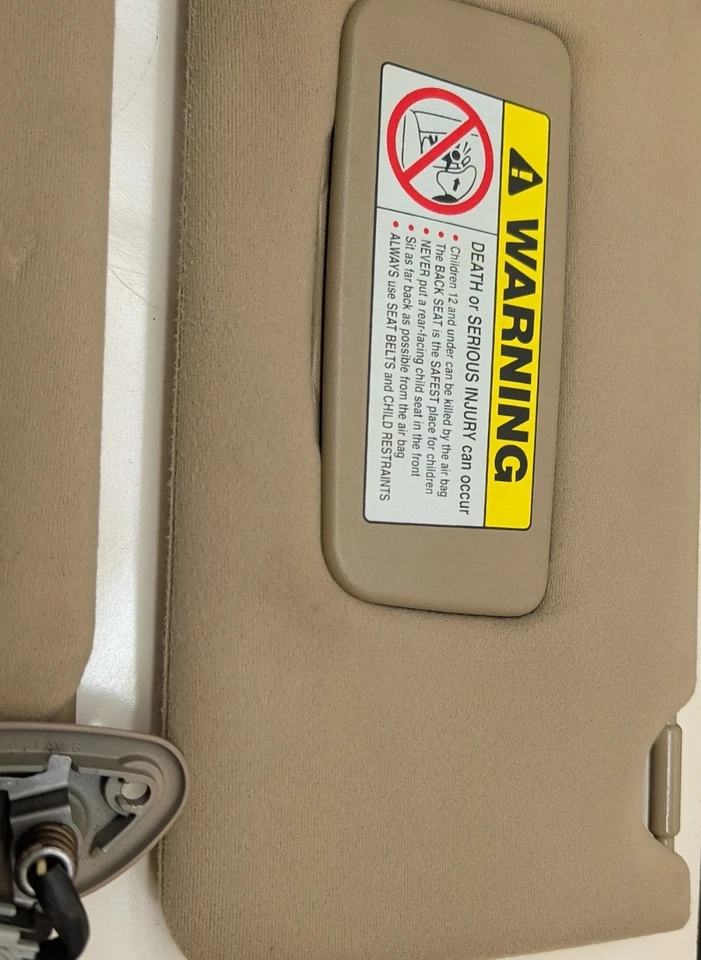 WARNING
DEATH or SERIOUS INJURY can occur
• Children 12 and under can be killed by the air bag
• The BACK SEAT is the SAFEST place for children
• NEVER put a rear-facing child seat in the front
• Sit as far back as possible from the air bag
• ALWAYS use SEAT BELTS and CHILD RESTRAINTS